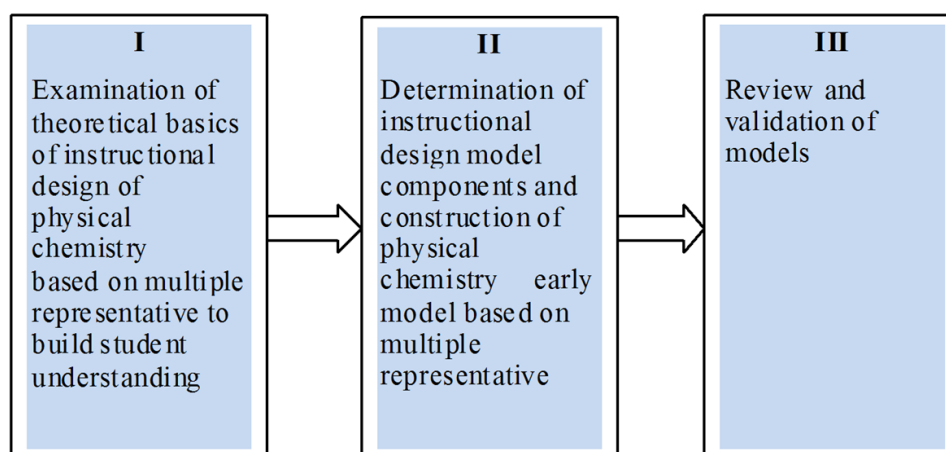 I
Examination of
theoretical basics
of instructional
design of
physical
chemistry
based on multiple
representative to
build student
understanding
II
Determination of
instructional
design model
components and
construction of
physical
chemistry early
model based on
multiple
representative
III
Review and
validation of
models